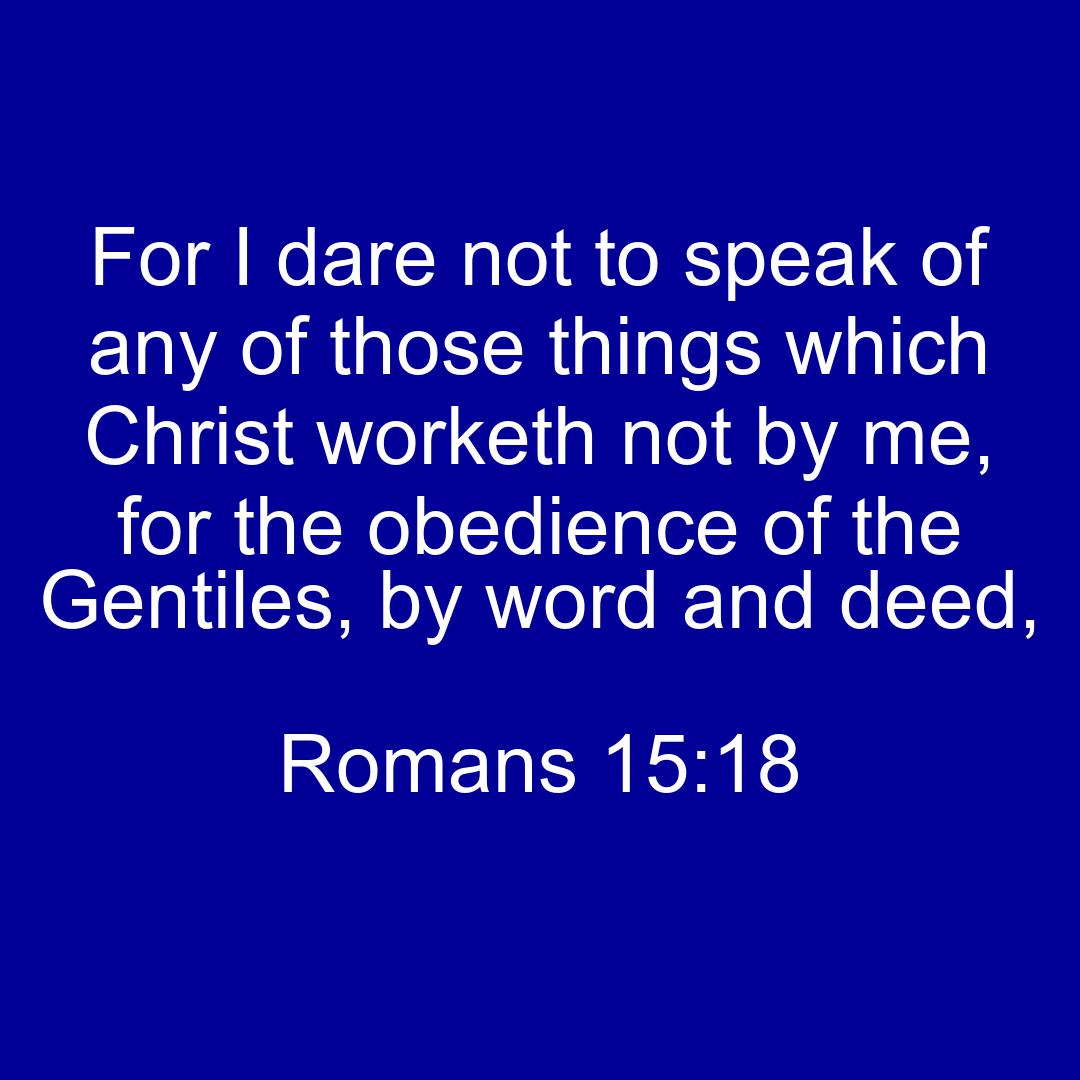 For I dare not to speak of
any of those things which
Christ worketh not by me,
for the obedience of the
Gentiles, by word and deed,
Romans 15:18